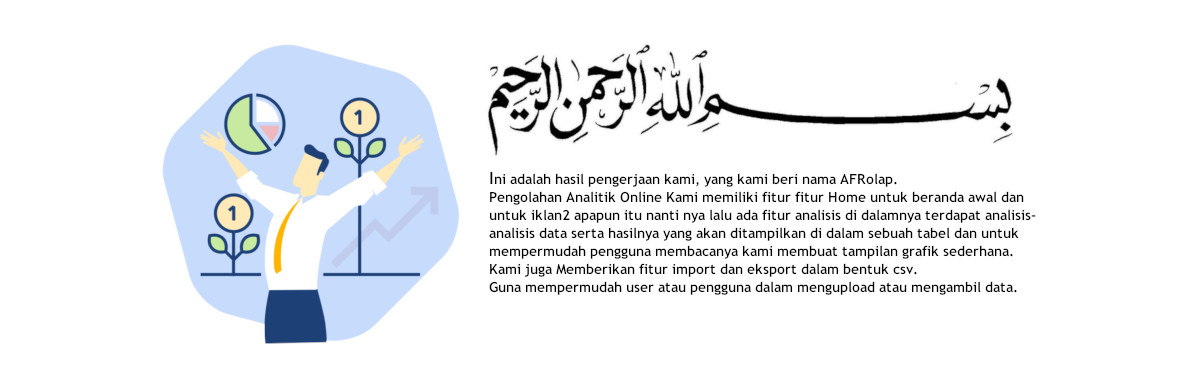 1
1
بِسْمِ اللهِ الرَّحْمٰنِ الرَّحِيْمِ
Ini adalah hasil pengerjaan kami, yang kami beri nama AFRolap.
Pengolahan Analitik Online Kami memiliki fitur fitur Home untuk beranda awal dan
untuk iklan2 apapun itu nanti nya lalu ada fitur analisis di dalamnya terdapat analisis-
analisis data serta hasilnya yang akan ditampilkan di dalam sebuah tabel dan untuk
mempermudah pengguna membacanya kami membuat tampilan grafik sederhana.
Kami juga Memberikan fitur import dan eksport dalam bentuk csv.
Guna mempermudah user atau pengguna dalam mengupload atau mengambil data.